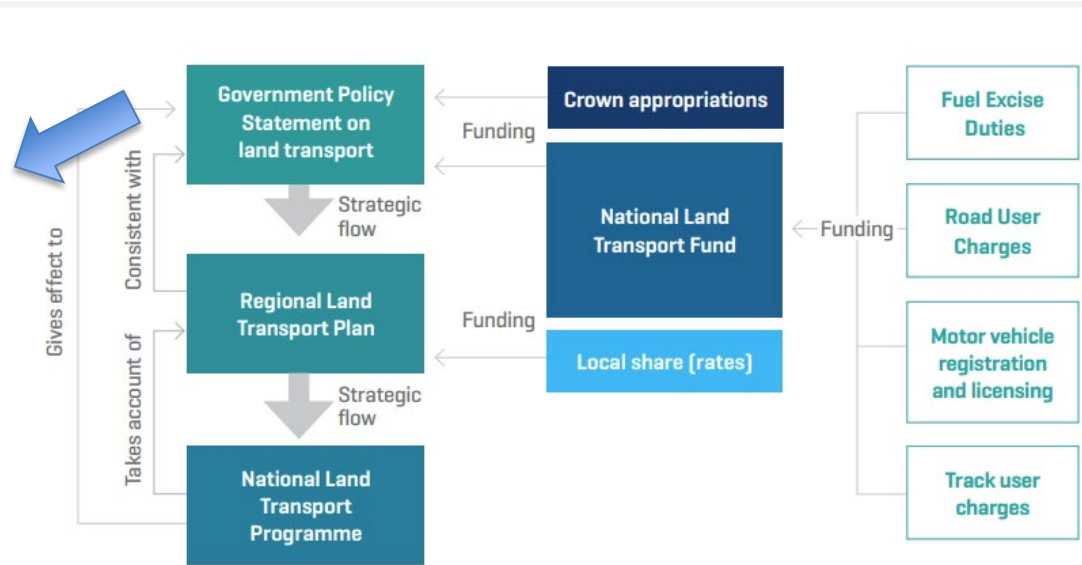 Government Policy
Statement on
land transport
Strategic
flow
Regional Land
Transport Plan
Strategic
flow
National Land
Transport
Programme
Gives effect to
Consistent with
Takes account of
Crown appropriations
Funding
National Land
Transport Fund
Funding
Local share (rates)
Funding
Fuel Excise
Duties
Road User
Charges
Motor vehicle
registration
and licensing
Track user
charges